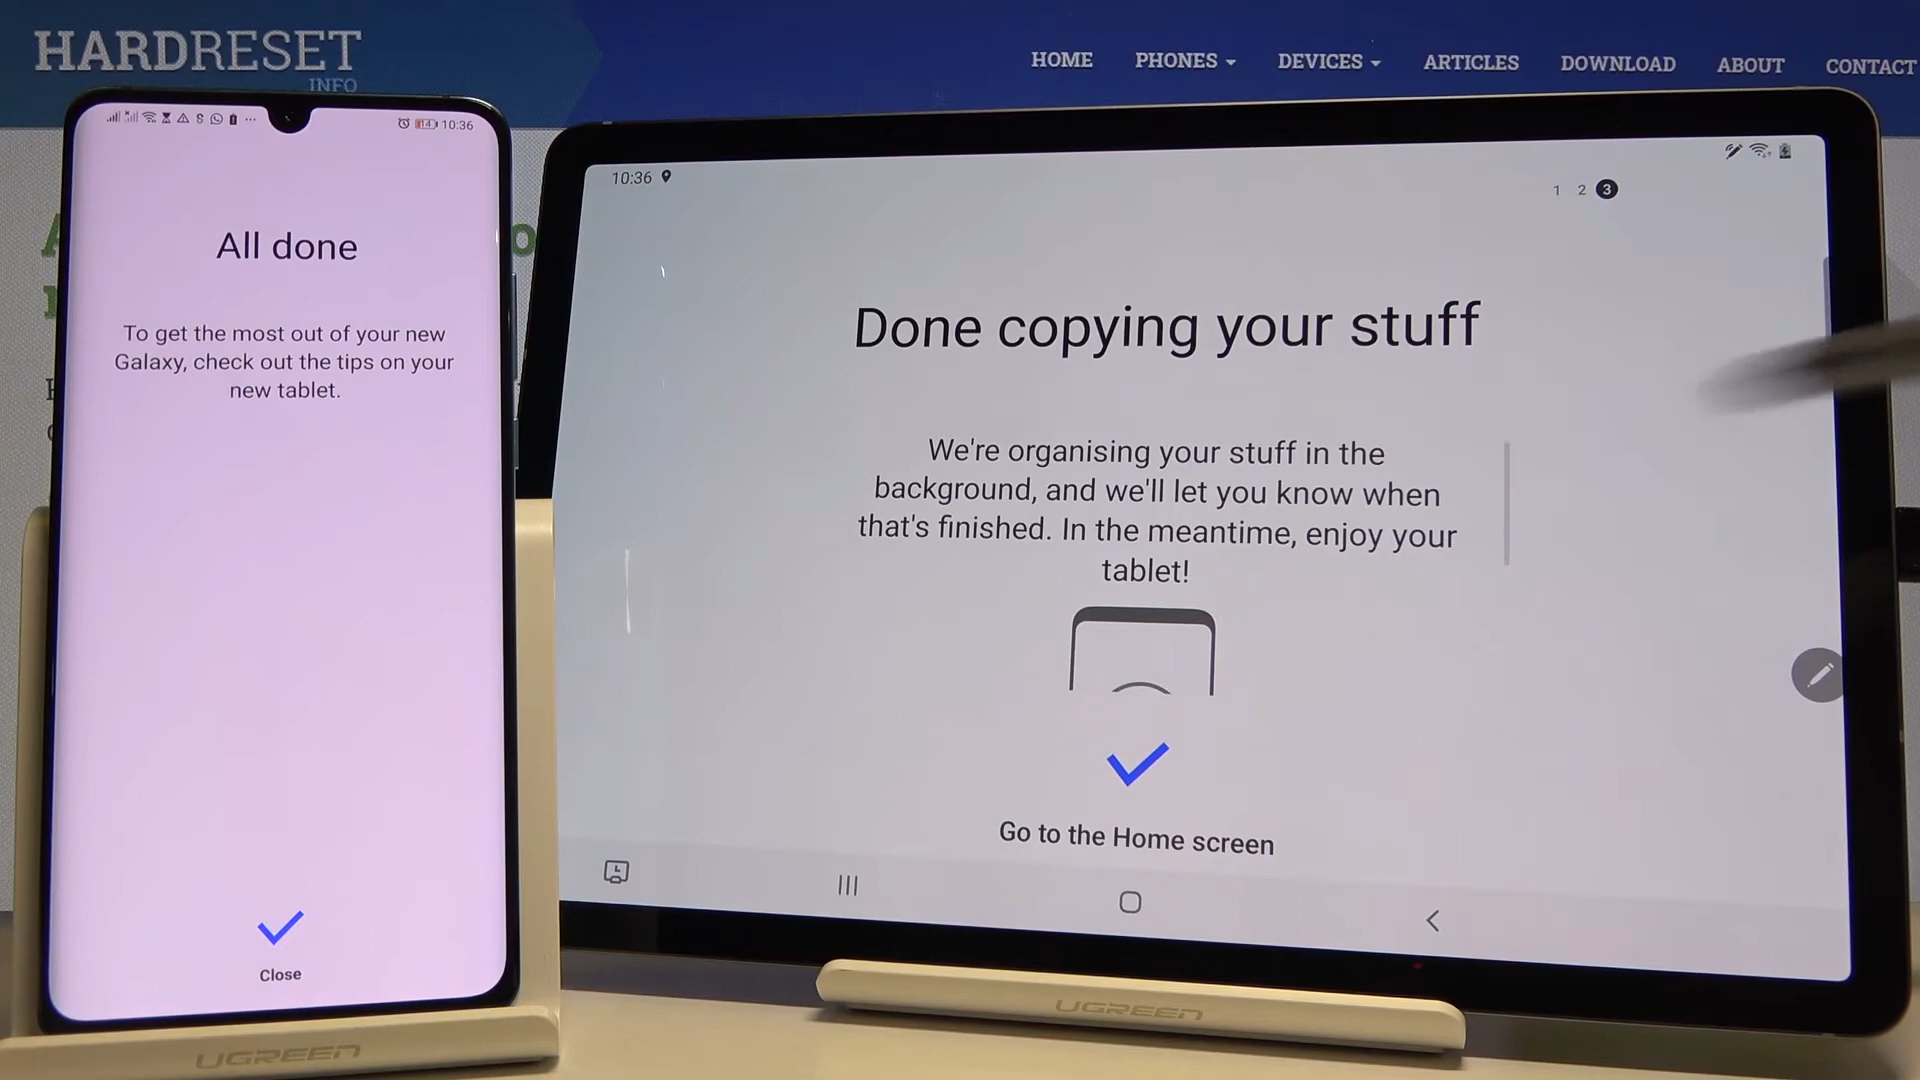 HARDRESET
INFO
HOME PHONES DEVICES ARTICLES DOWNLOAD ABOUT CONTACT
14 10:36
All done
To get the most out of your new
Galaxy, check out the tips on your
new tablet.
Close
UGREEN
10:36
1 2 3
Done copying your stuff
We're organising your stuff in the
background, and we'll let you know when
that's finished. In the meantime, enjoy your
tablet!
Go to the Home screen
UGREEN